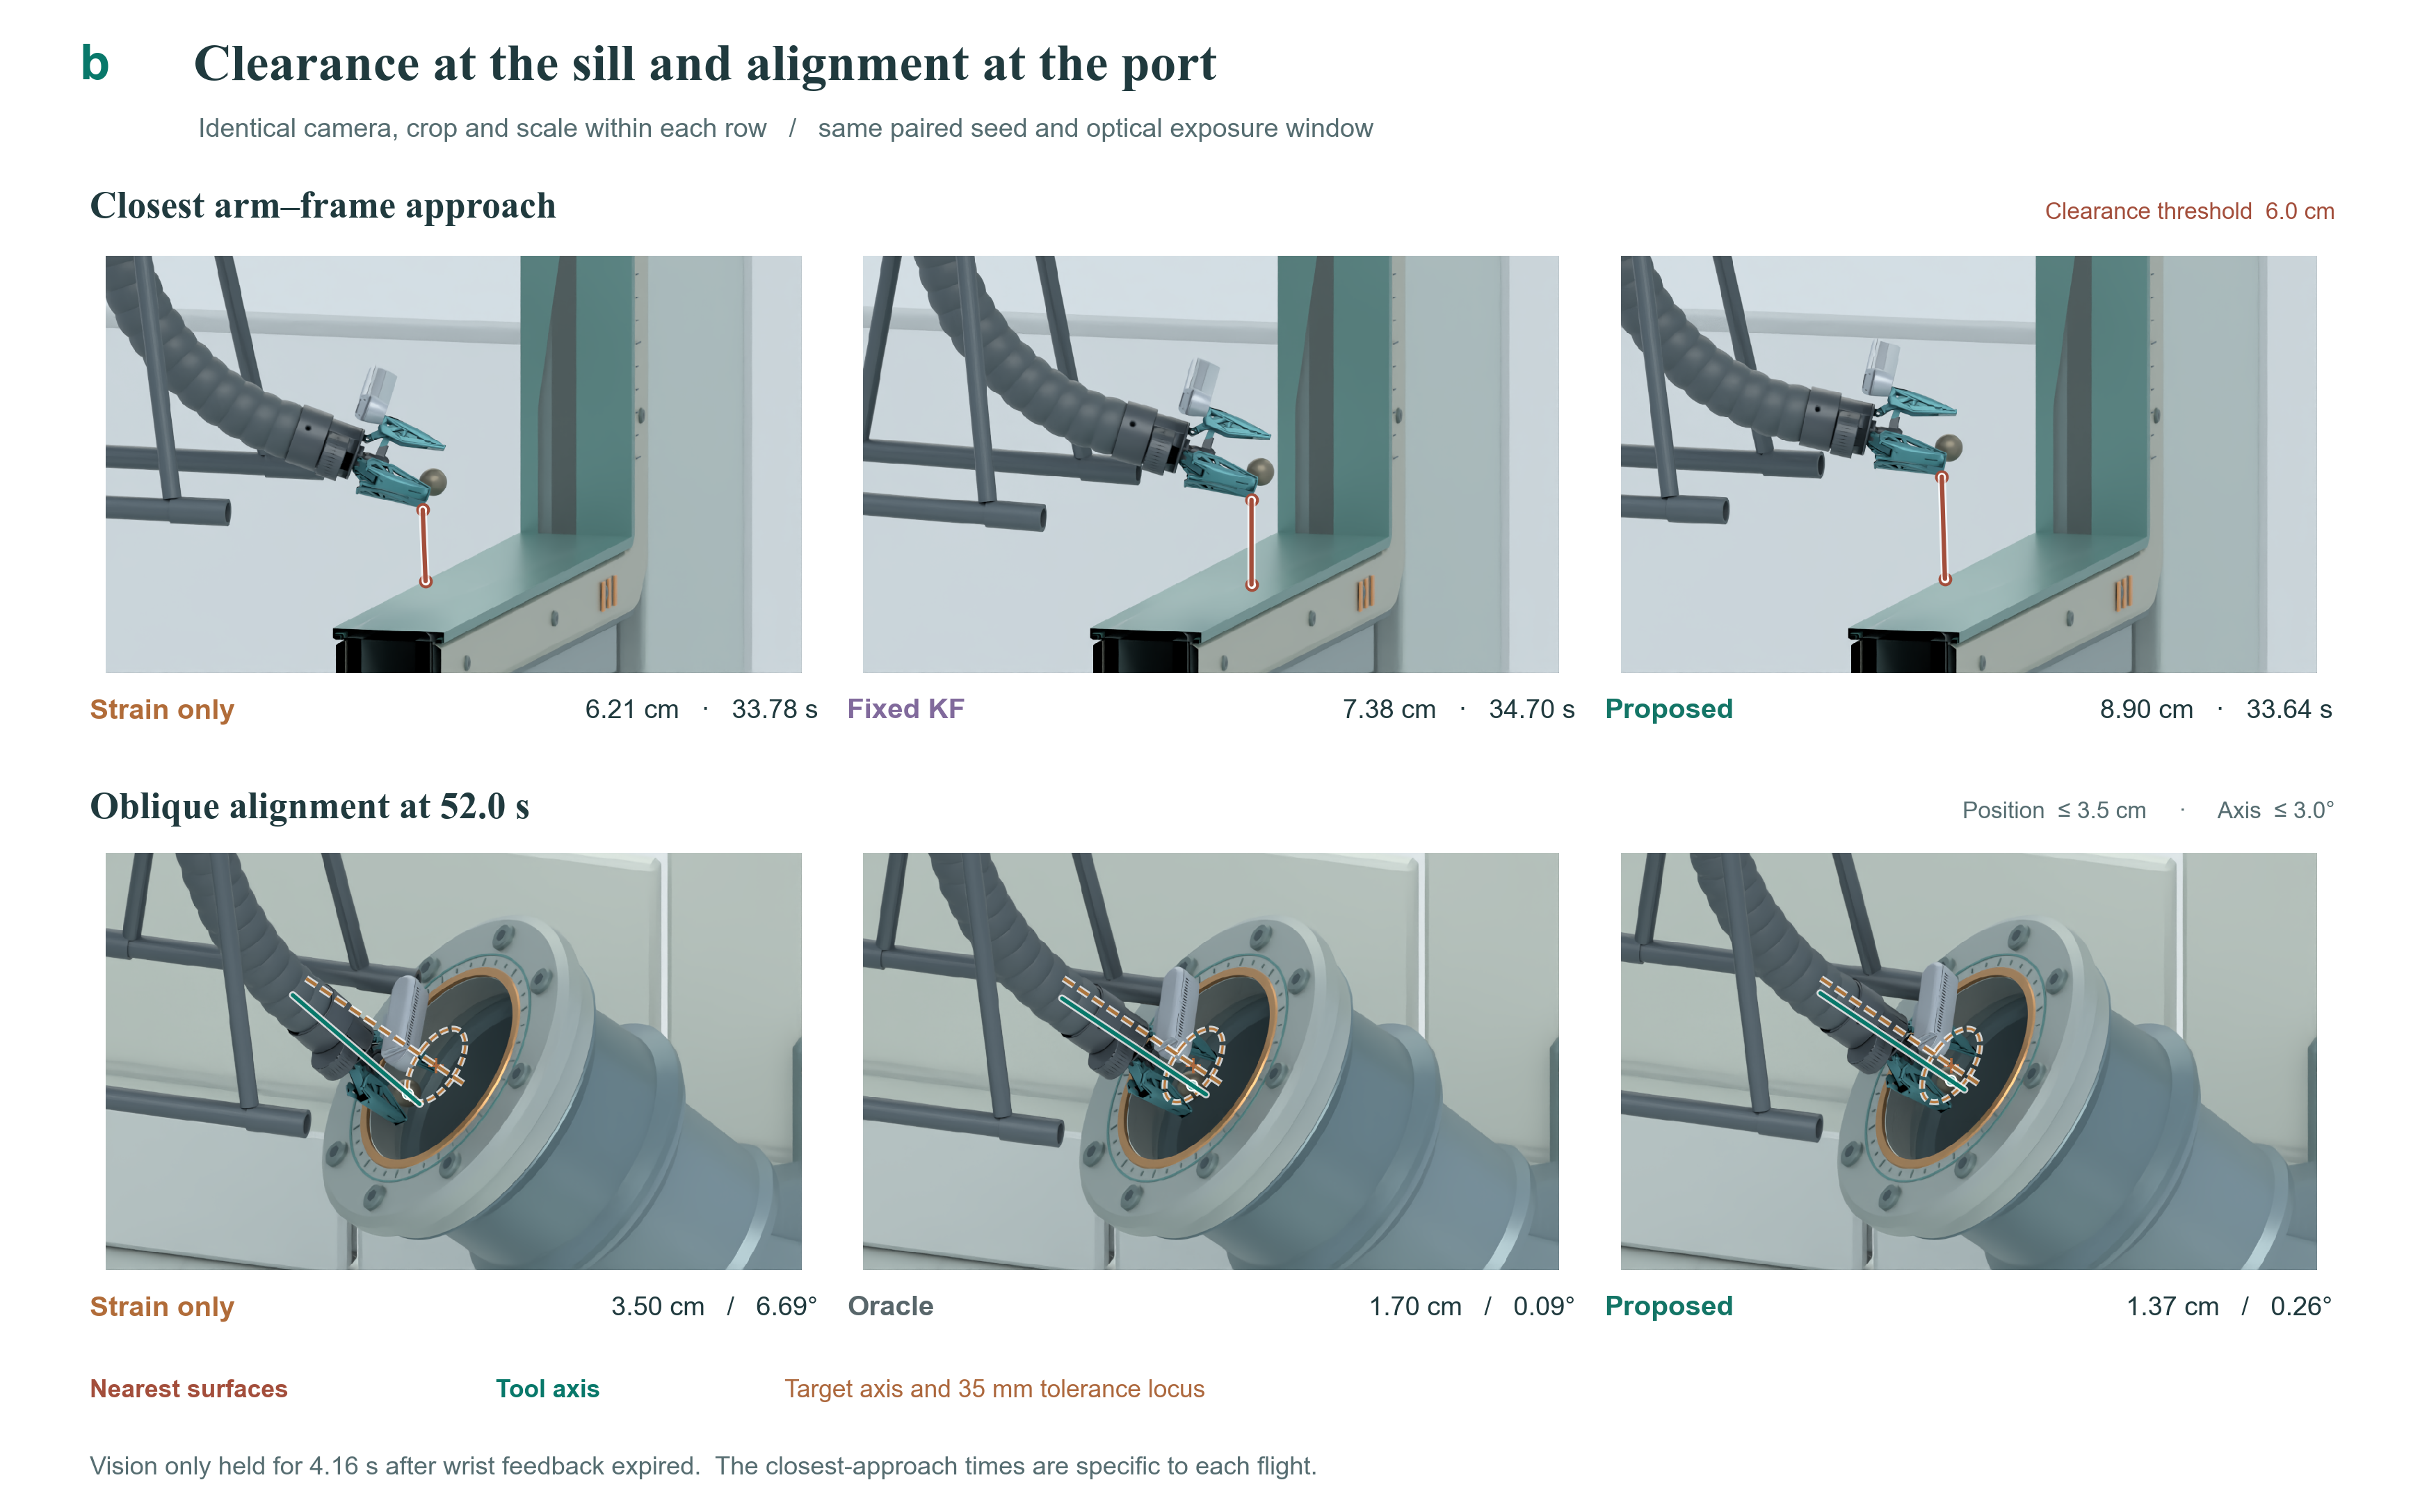 b Clearance at the sill and alignment at the port
Identical camera, crop and scale within each row / same paired seed and optical exposure window
Closest arm–frame approach
Clearance threshold 6.0 cm
Strain only 6.21 cm · 33.78 s
Fixed KF 7.38 cm · 34.70 s
Proposed 8.90 cm · 33.64 s
Oblique alignment at 52.0 s
Position ≤ 3.5 cm · Axis ≤ 3.0°
Strain only 3.50 cm / 6.69°
Oracle 1.70 cm / 0.09°
Proposed 1.37 cm / 0.26°
Nearest surfaces
Tool axis
Target axis and 35 mm tolerance locus
Vision only held for 4.16 s after wrist feedback expired. The closest-approach times are specific to each flight.